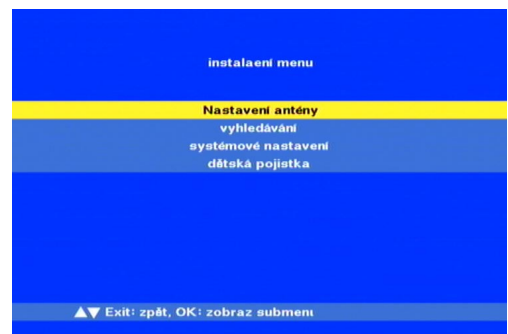 instalaení menu
Nastavení antény
vyhledávání
systémové nastavení
dětská pojistka
▲▼ Exit: zpět, OK: zobraz submenu